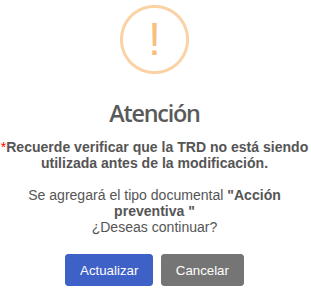 !
Atención
*Recuerde verificar que la TRD no está siendo
utilizada antes de la modificación.
Se agregará el tipo documental "Acción
preventiva "
¿Deseas continuar?
Actualizar Cancelar